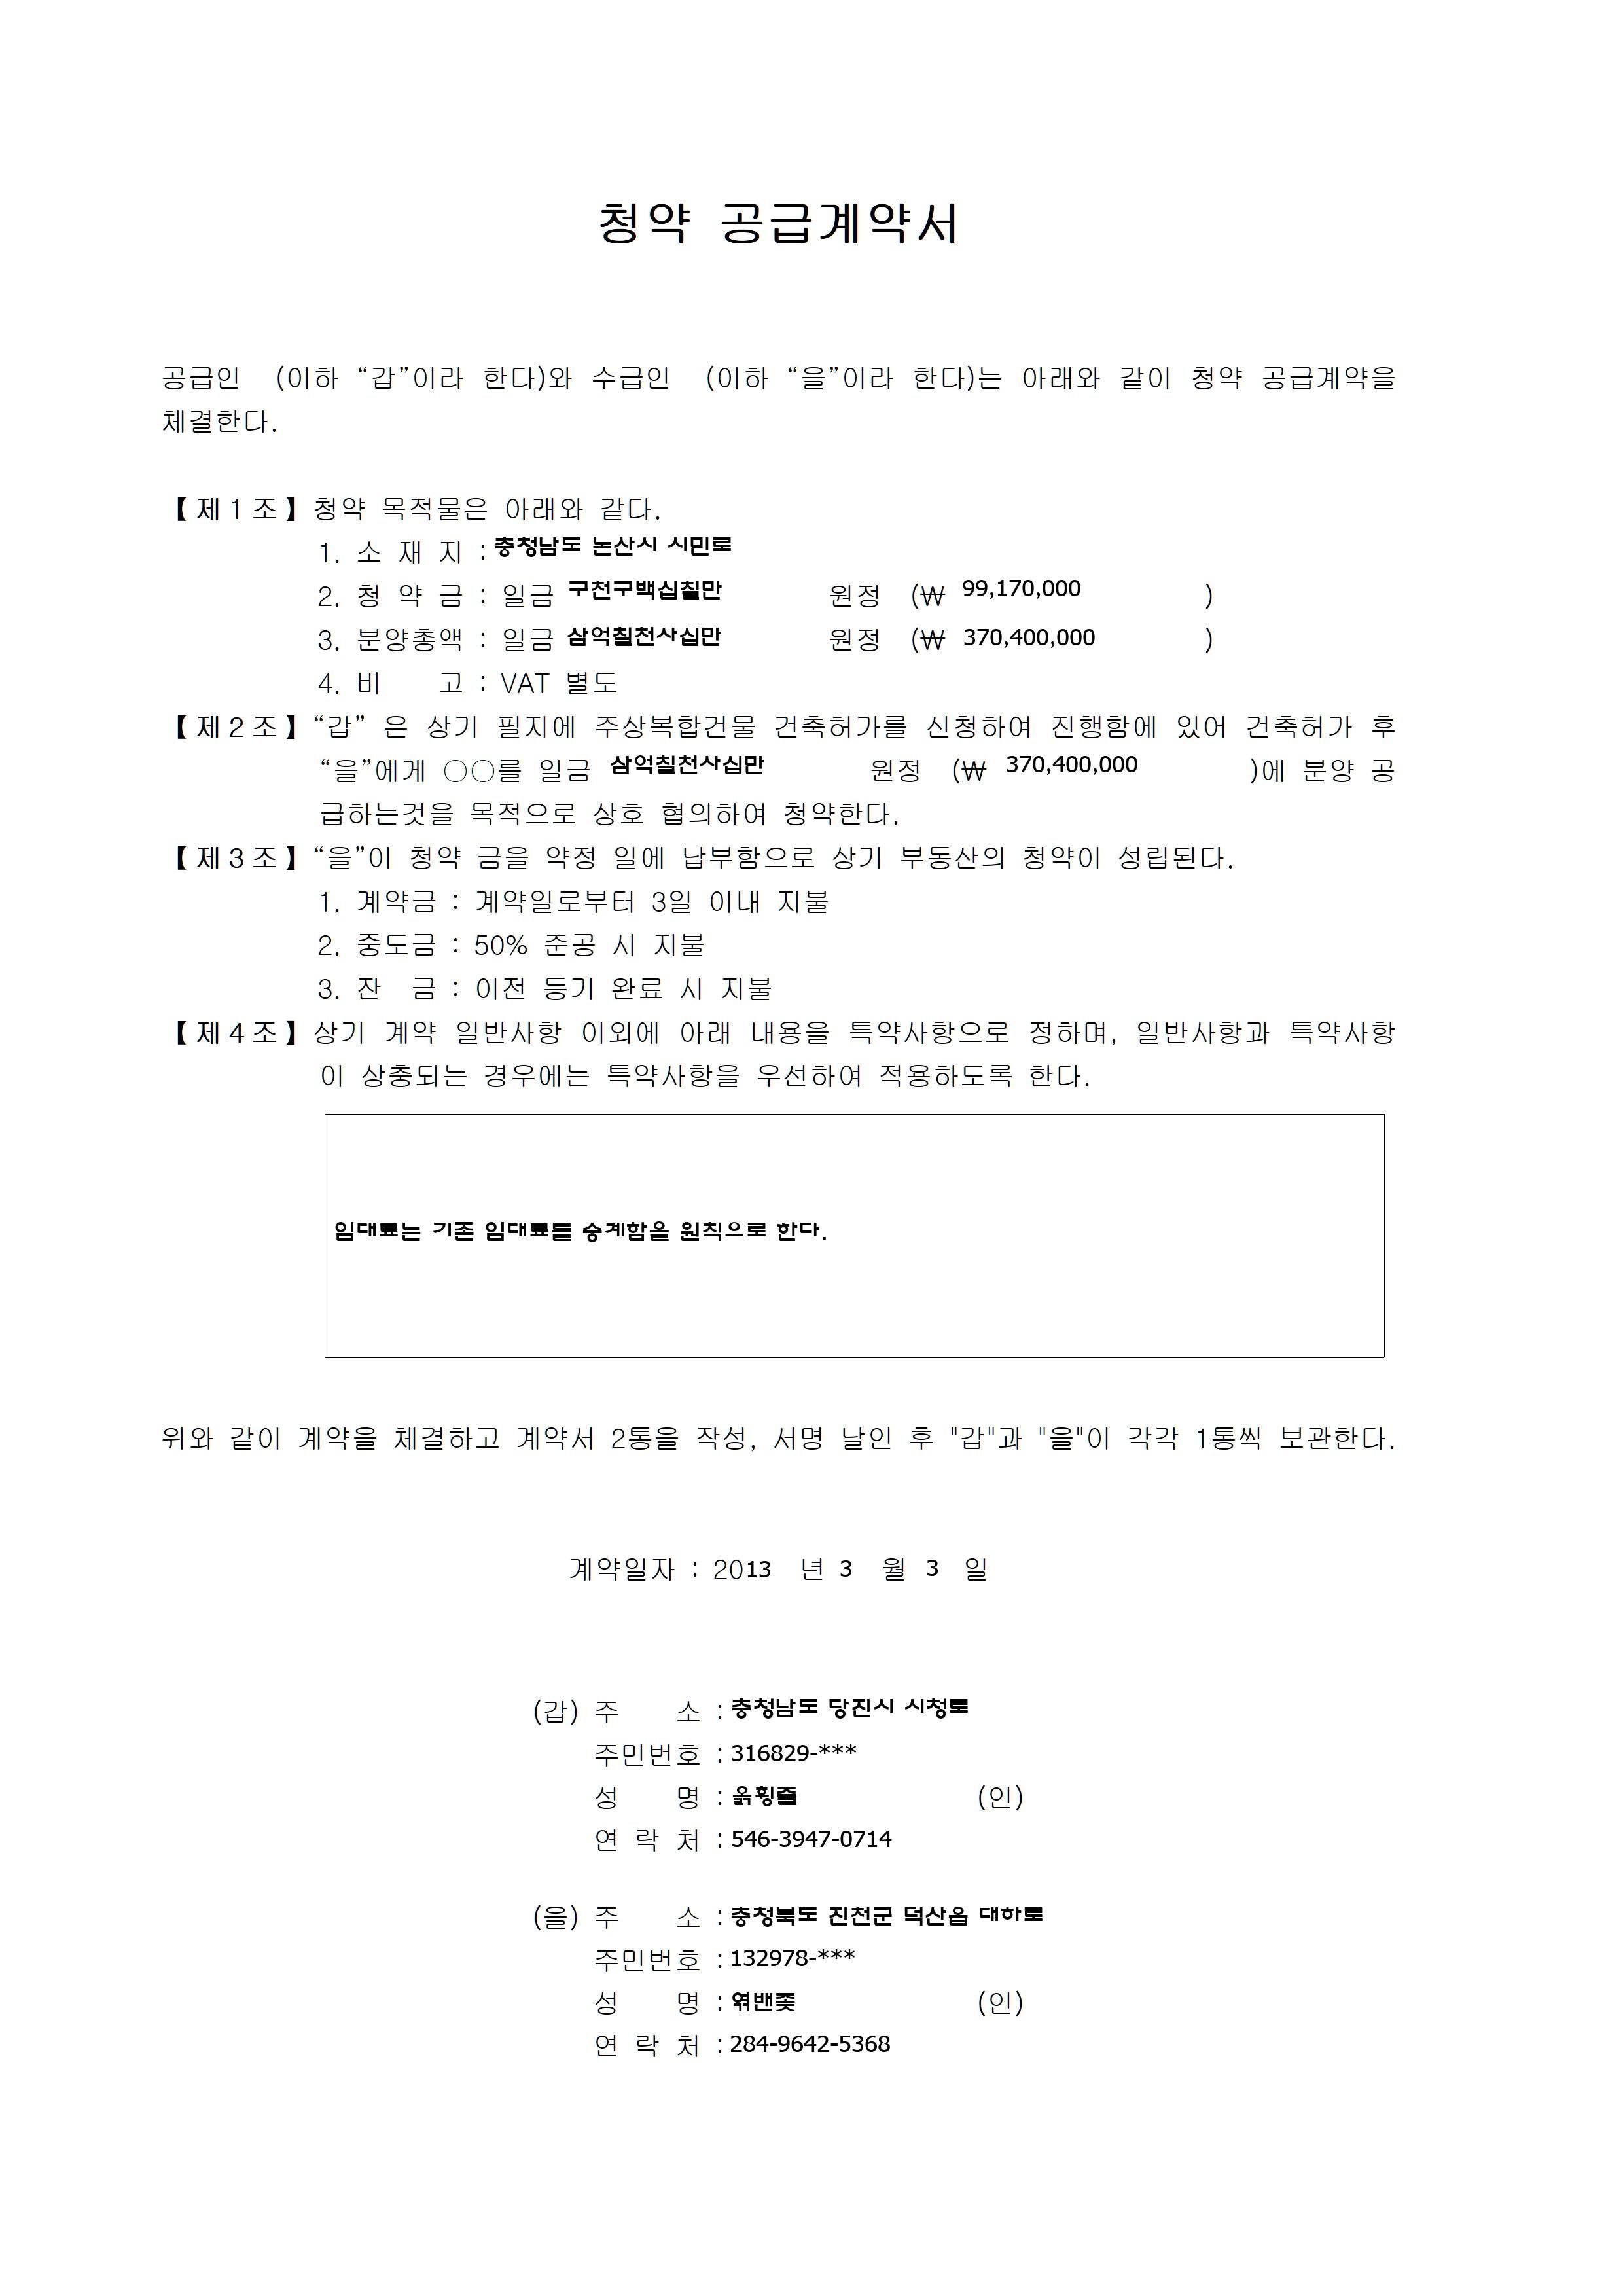 청약 공급계약서
공급인 (이하 “갑”이라 한다)와 수급인 (이하 “을”이라 한다)는 아래와 같이 청약 공급계약을
체결한다.
【제1조】 청약 목적물은 아래와 같다.
1. 소 재 지 : 충청남도 논산시 시민로
2. 청 약 금 : 일금 구천구백십칠만 원정 (₩ 99,170,000 )
3. 분양총액 : 일금 삼억칠천사십만 원정 (₩ 370,400,000 )
4. 비 고 : VAT 별도
【제2조】 “갑” 은 상기 필지에 주상복합건물 건축허가를 신청하여 진행함에 있어 건축허가 후
“을”에게 ○○를 일금 삼억칠천사십만 원정 (₩ 370,400,000 )에 분양 공
급하는것을 목적으로 상호 협의하여 청약한다.
【제3조】 “을”이 청약 금을 약정 일에 납부함으로 상기 부동산의 청약이 성립된다.
1. 계약금 : 계약일로부터 3일 이내 지불
2. 중도금 : 50% 준공 시 지불
3. 잔 금 : 이전 등기 완료 시 지불
【제4조】 상기 계약 일반사항 이외에 아래 내용을 특약사항으로 정하며, 일반사항과 특약사항
이 상충되는 경우에는 특약사항을 우선하여 적용하도록 한다.
임대료는 기존 임대료를 승계함을 원칙으로 한다.
위와 같이 계약을 체결하고 계약서 2통을 작성, 서명 날인 후 "갑"과 "을"이 각각 1통씩 보관한다.
계약일자 : 2013 년 3 월 3 일
(갑) 주 소 : 충청남도 당진시 시청로
주민번호 : 316829-***
성 명 : 옭횡줄 (인)
연 락 처 : 546-3947-0714
(을) 주 소 : 충청북도 진천군 덕산읍 대하로
주민번호 : 132978-***
성 명 : 엮밴좇 (인)
연 락 처 : 284-9642-5368